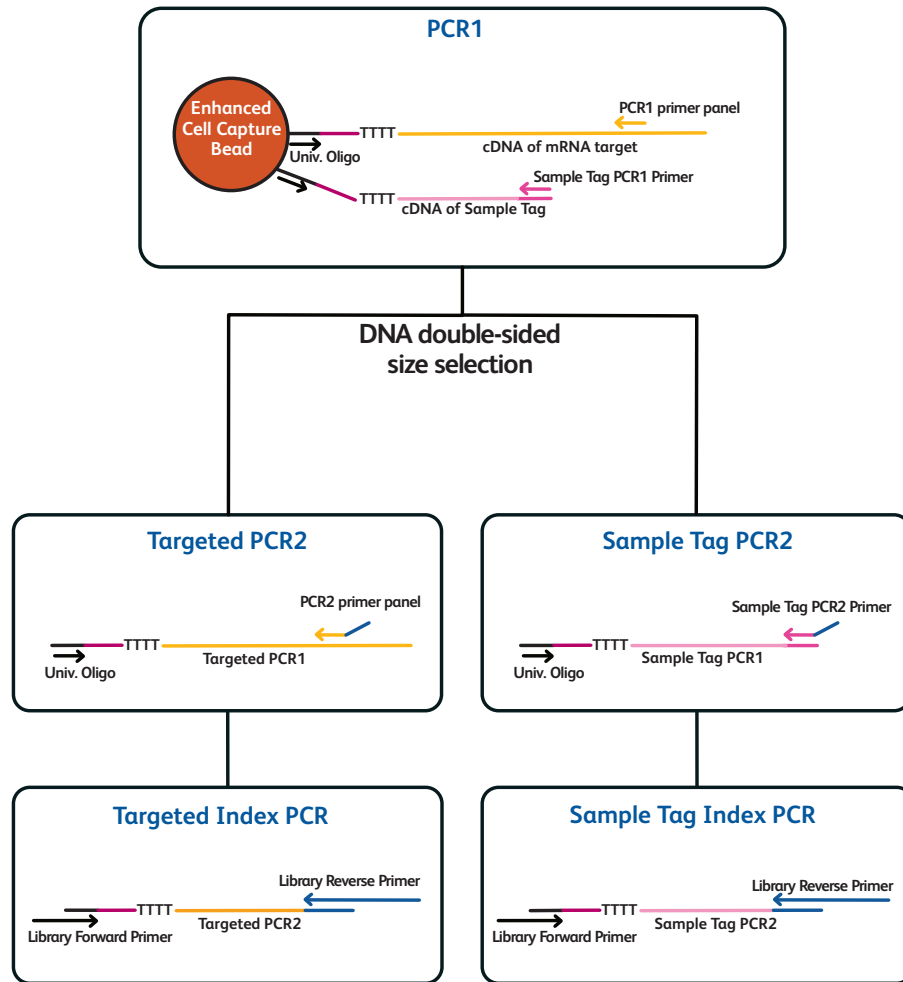 PCR1
Enhanced
Cell Capture
Bead
PCR1 primer panel
TTTT
Univ. Oligo
cDNA of mRNA target
Sample Tag PCR1 Primer
TTTT
cDNA of Sample Tag
DNA double-sided
size selection
Targeted PCR2
PCR2 primer panel
TTTT
Targeted PCR1
Univ. Oligo
Sample Tag PCR2
Sample Tag PCR2 Primer
TTTT
Sample Tag PCR1
Univ. Oligo
Targeted Index PCR
Library Reverse Primer
TTTT
Targeted PCR2
Library Forward Primer
Sample Tag Index PCR
Library Reverse Primer
TTTT
Sample Tag PCR2
Library Forward Primer